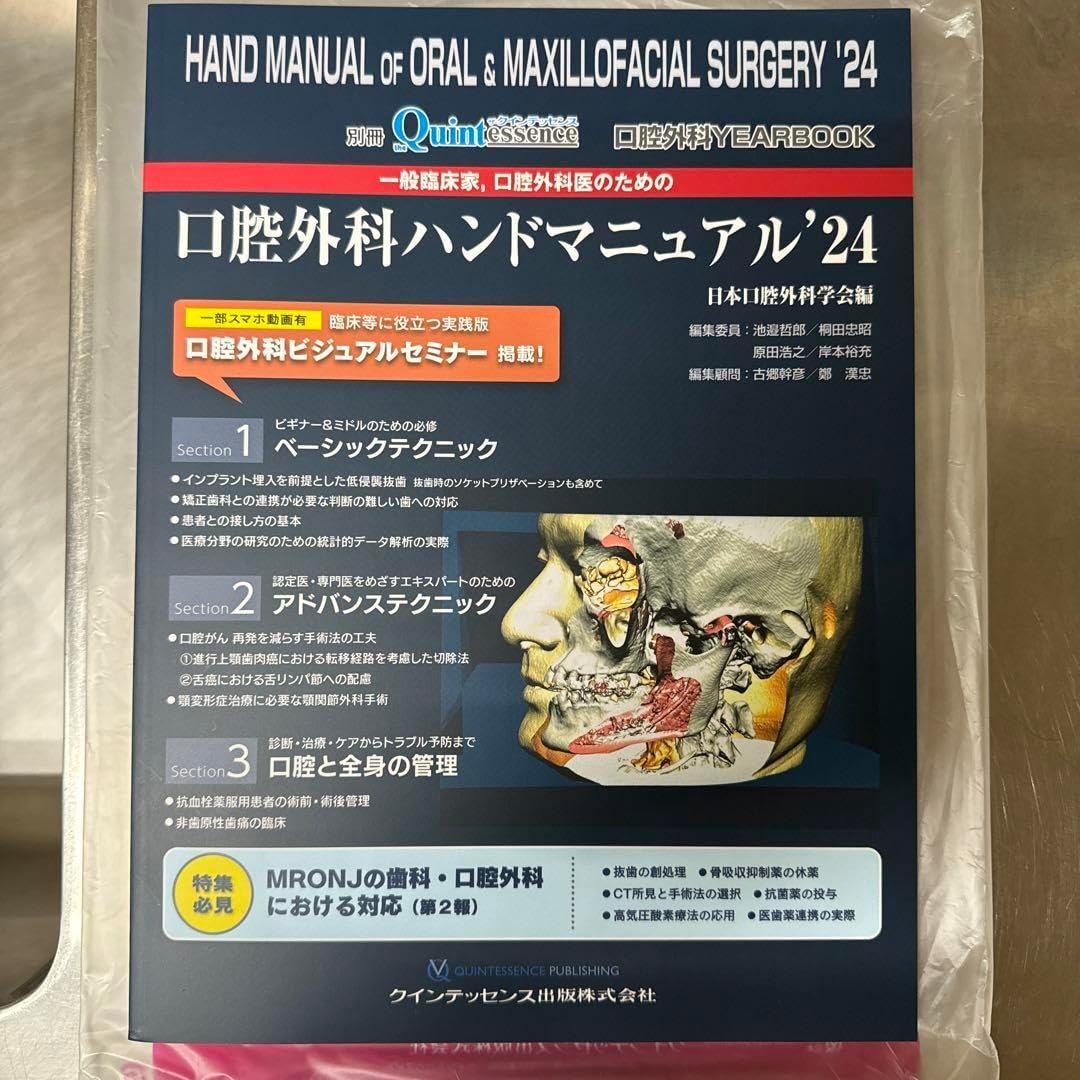 HAND MANUAL OF ORAL & MAXILLOFACIAL SURGERY '24
別冊 the Quintessence ザ・クインテッセンス 口腔外科YEARBOOK
一般臨床家, 口腔外科医のための
口腔外科ハンドマニュアル'24
日本口腔外科学会編
編集委員：池邉哲郎／桐田忠昭
原田浩之／岸本裕充
編集顧問：古郷幹彦／鄭 漢忠
一部スマホ動画有 臨床等に役立つ実践版
口腔外科ビジュアルセミナー 掲載！
Section 1 ビギナー&ミドルのための必修
ベーシックテクニック
●インプラント埋入を前提とした低侵襲抜歯 抜歯時のソケットプリザベーションも含めて
●矯正歯科との連携が必要な判断の難しい歯への対応
●患者との接し方の基本
●医療分野の研究のための統計的データ解析の実際
Section 2 認定医・専門医をめざすエキスパートのための
アドバンステクニック
●口腔がん 再発を減らす手術法の工夫
①進行上顎歯肉癌における転移経路を考慮した切除法
②舌癌における舌リンパ節への配慮
●顎変形症治療に必要な顎関節外科手術
Section 3 診断・治療・ケアからトラブル予防まで
口腔と全身の管理
●抗血栓薬服用患者の術前・術後管理
●非歯原性歯痛の臨床
特集必見
MRONJの歯科・口腔外科
における対応（第2報）
●抜歯の創処理 ●骨吸収抑制薬の休薬
●CT所見と手術法の選択 ●抗菌薬の投与
●高気圧酸素療法の応用 ●医歯薬連携の実際
QUINTESSENCE PUBLISHING
クインテッセンス出版株式会社